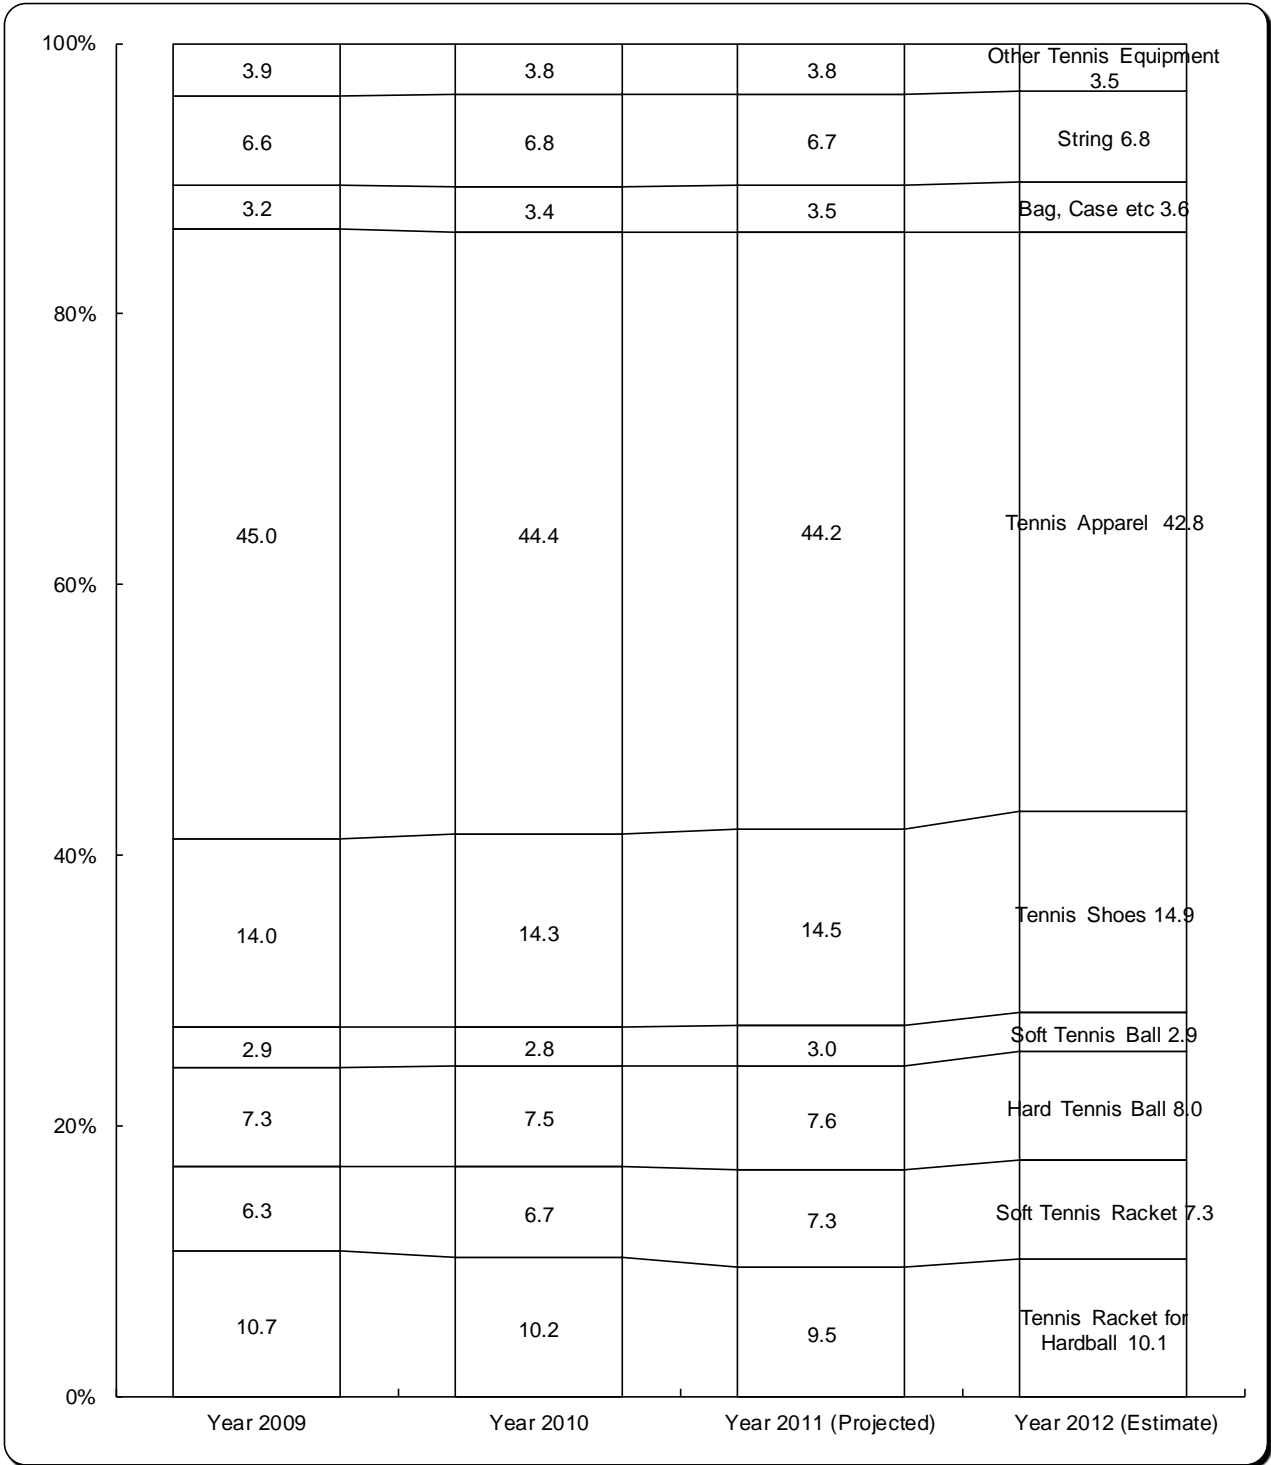 100%
3.9
3.8
3.8
Other Tennis Equipment
3.5
6.6
6.8
6.7
String 6.8
3.2
3.4
3.5
Bag, Case etc 3.6
80%
45.0
44.4
44.2
Tennis Apparel 42.8
60%
40%
14.0
14.3
14.5
Tennis Shoes 14.9
2.9
2.8
3.0
Soft Tennis Ball 2.9
7.3
7.5
7.6
Hard Tennis Ball 8.0
20%
6.3
6.7
7.3
Soft Tennis Racket 7.3
10.7
10.2
9.5
Tennis Racket for
Hardball 10.1
0%
Year 2009
Year 2010
Year 2011 (Projected)
Year 2012 (Estimate)